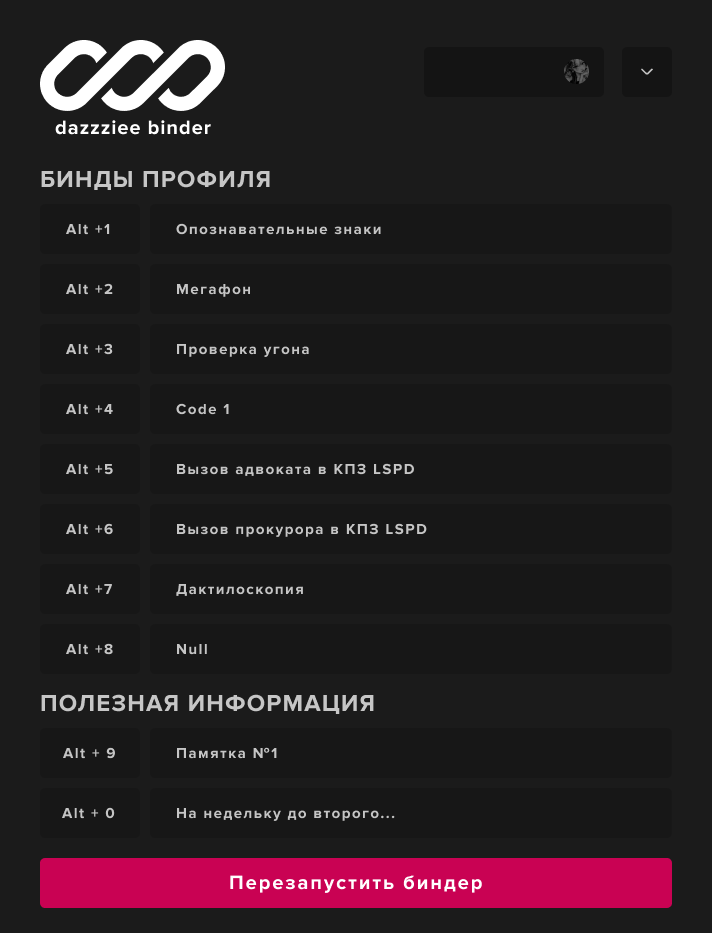 dazzziee binder
БИНДЫ ПРОФИЛЯ
Alt +1 Опознавательные знаки
Alt +2 Мегафон
Alt +3 Проверка угона
Alt +4 Code 1
Alt +5 Вызов адвоката в КПЗ LSPD
Alt +6 Вызов прокурора в КПЗ LSPD
Alt +7 Дактилоскопия
Alt +8 Null
ПОЛЕЗНАЯ ИНФОРМАЦИЯ
Alt + 9 Памятка №1
Alt + 0 На недельку до второго...
Перезапустить биндер